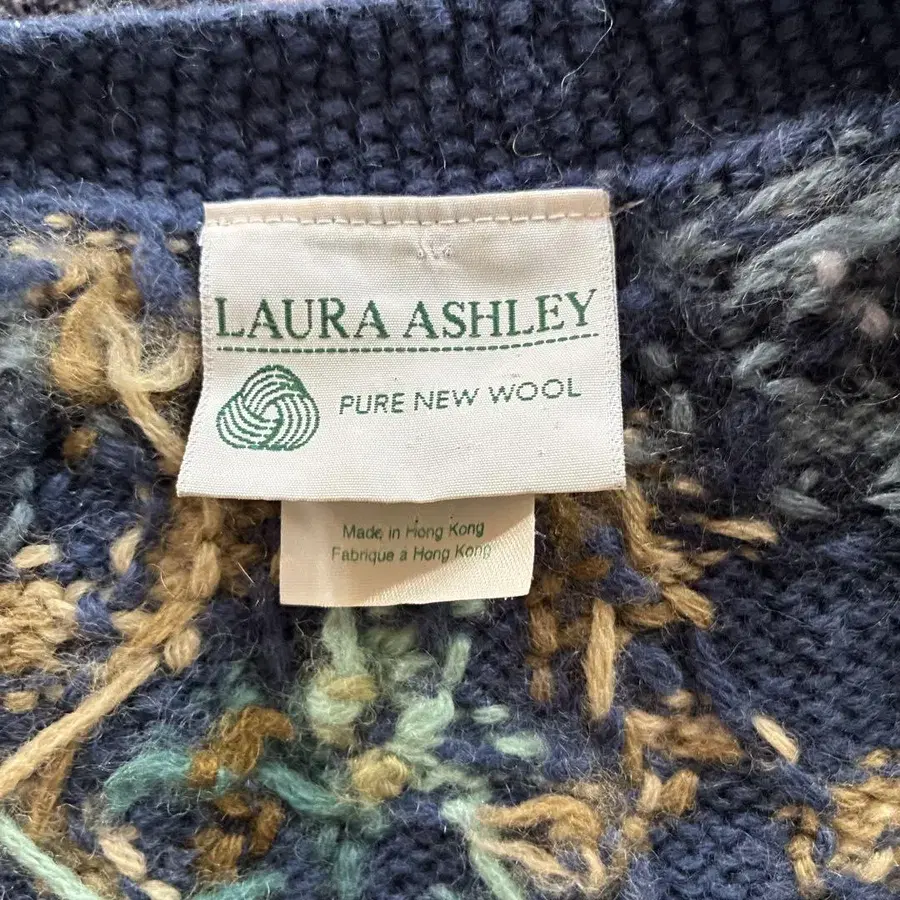 LAURA ASHLEY
PURE NEW WOOL
Made in Hong Kong
Fabrique a Hong Kong